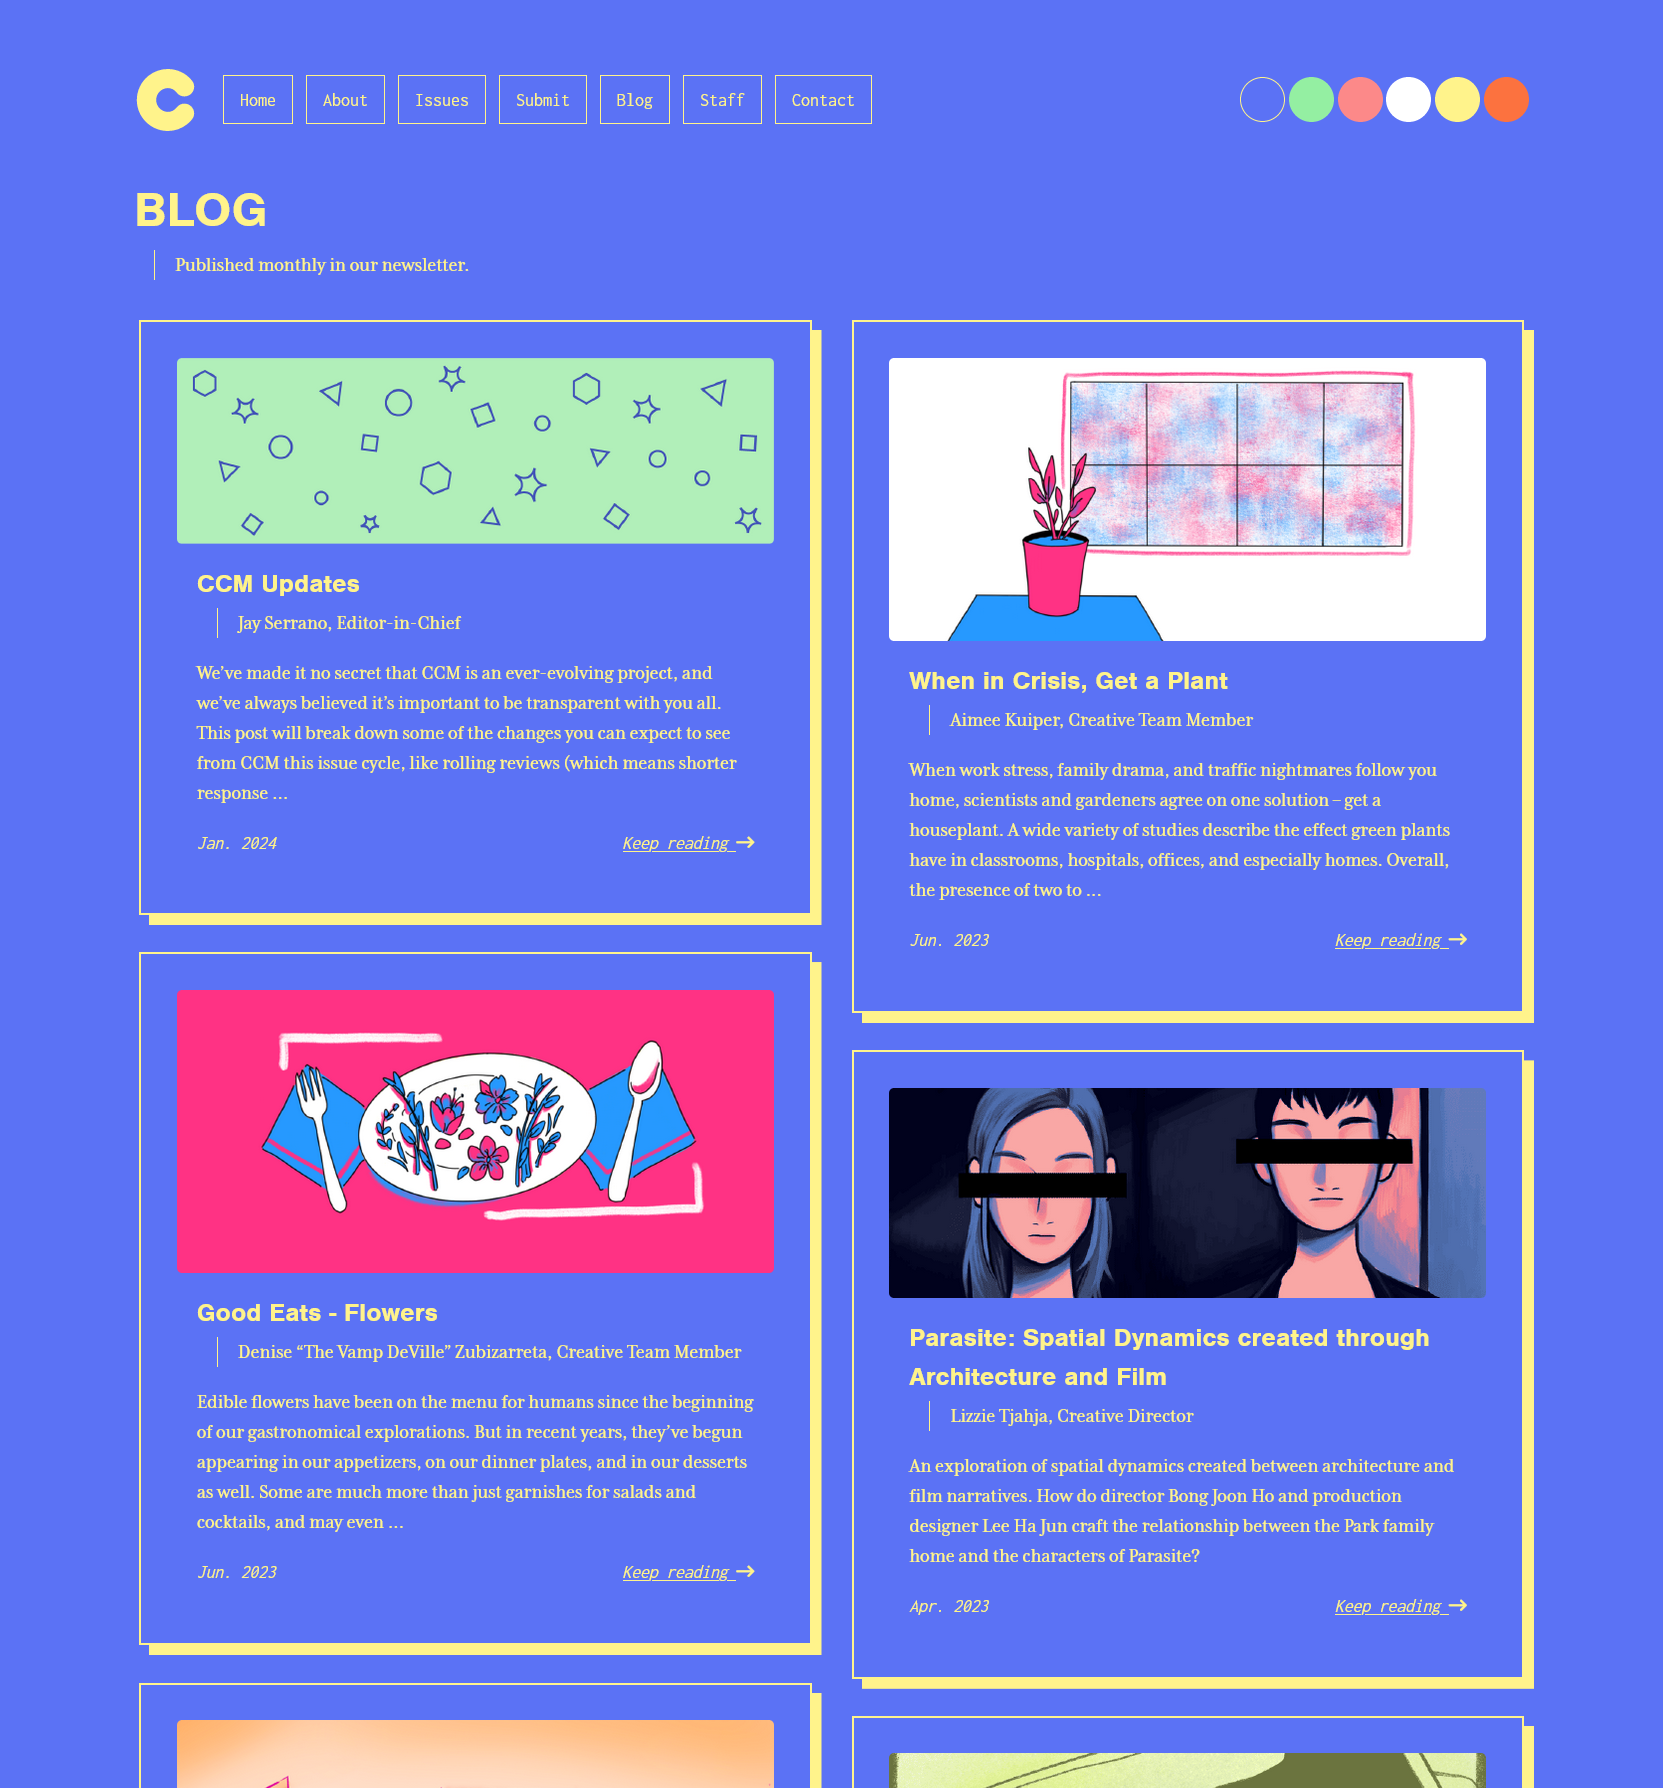 C
Home
About
Issues
Submit
Blog
Staff
Contact
BLOG
Published monthly in our newsletter.
CCM Updates
Jay Serrano, Editor-in-Chief
We’ve made it no secret that CCM is an ever-evolving project, and
we’ve always believed it’s important to be transparent with you all.
This post will break down some of the changes you can expect to see
from CCM this issue cycle, like rolling reviews (which means shorter
response ...
Jan. 2024
Keep reading →
When in Crisis, Get a Plant
Aimee Kuiper, Creative Team Member
When work stress, family drama, and traffic nightmares follow you
home, scientists and gardeners agree on one solution – get a
houseplant. A wide variety of studies describe the effect green plants
have in classrooms, hospitals, offices, and especially homes. Overall,
the presence of two to ...
Jun. 2023
Keep reading →
Good Eats - Flowers
Denise “The Vamp DeVille” Zubizarreta, Creative Team Member
Edible flowers have been on the menu for humans since the beginning
of our gastronomical explorations. But in recent years, they’ve begun
appearing in our appetizers, on our dinner plates, and in our desserts
as well. Some are much more than just garnishes for salads and
cocktails, and may even ...
Jun. 2023
Keep reading →
Parasite: Spatial Dynamics created through
Architecture and Film
Lizzie Tjahja, Creative Director
An exploration of spatial dynamics created between architecture and
film narratives. How do director Bong Joon Ho and production
designer Lee Ha Jun craft the relationship between the Park family
home and the characters of Parasite?
Apr. 2023
Keep reading →